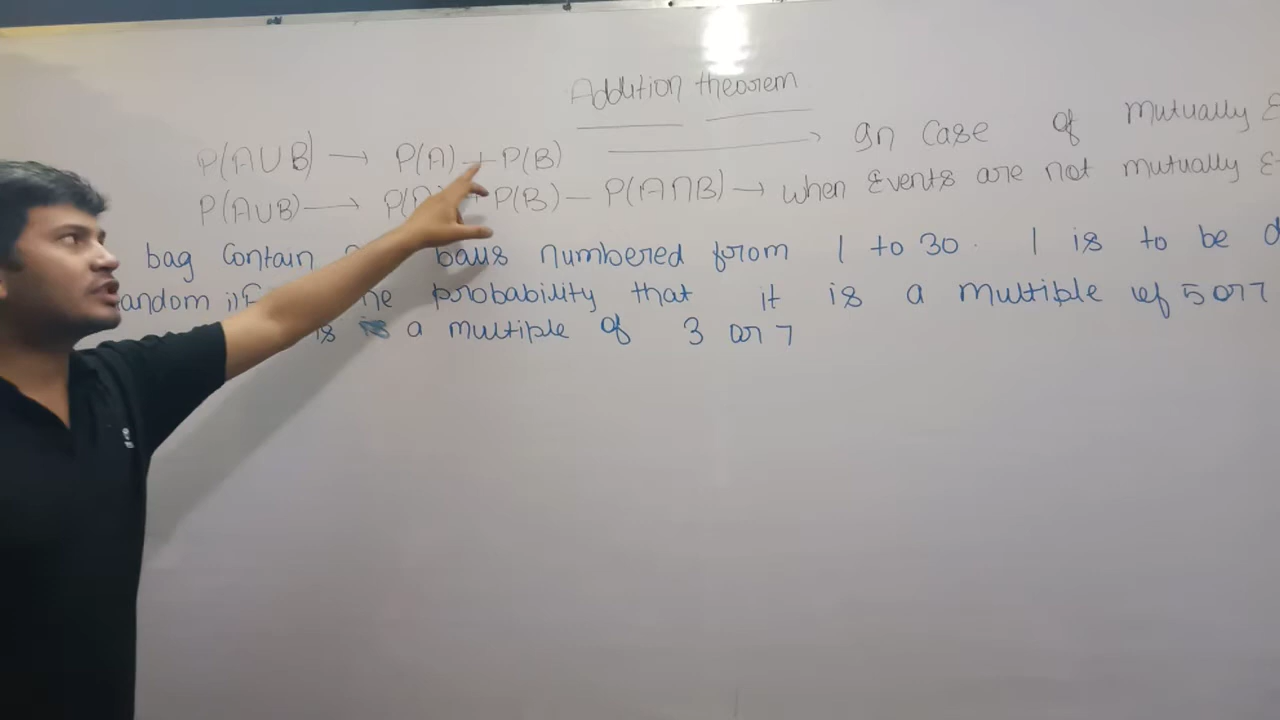 Addition theorem
P(A∪B) → P(A) + P(B) → In case of mutually
P(A∪B) → P(A) + P(B) − P(A∩B) → when Events are not mutually
bag contain balls numbered from 1 to 30. 1 is to be
andom if probability that it is a multiple of 5 or 7
is a multiple of 3 or 7